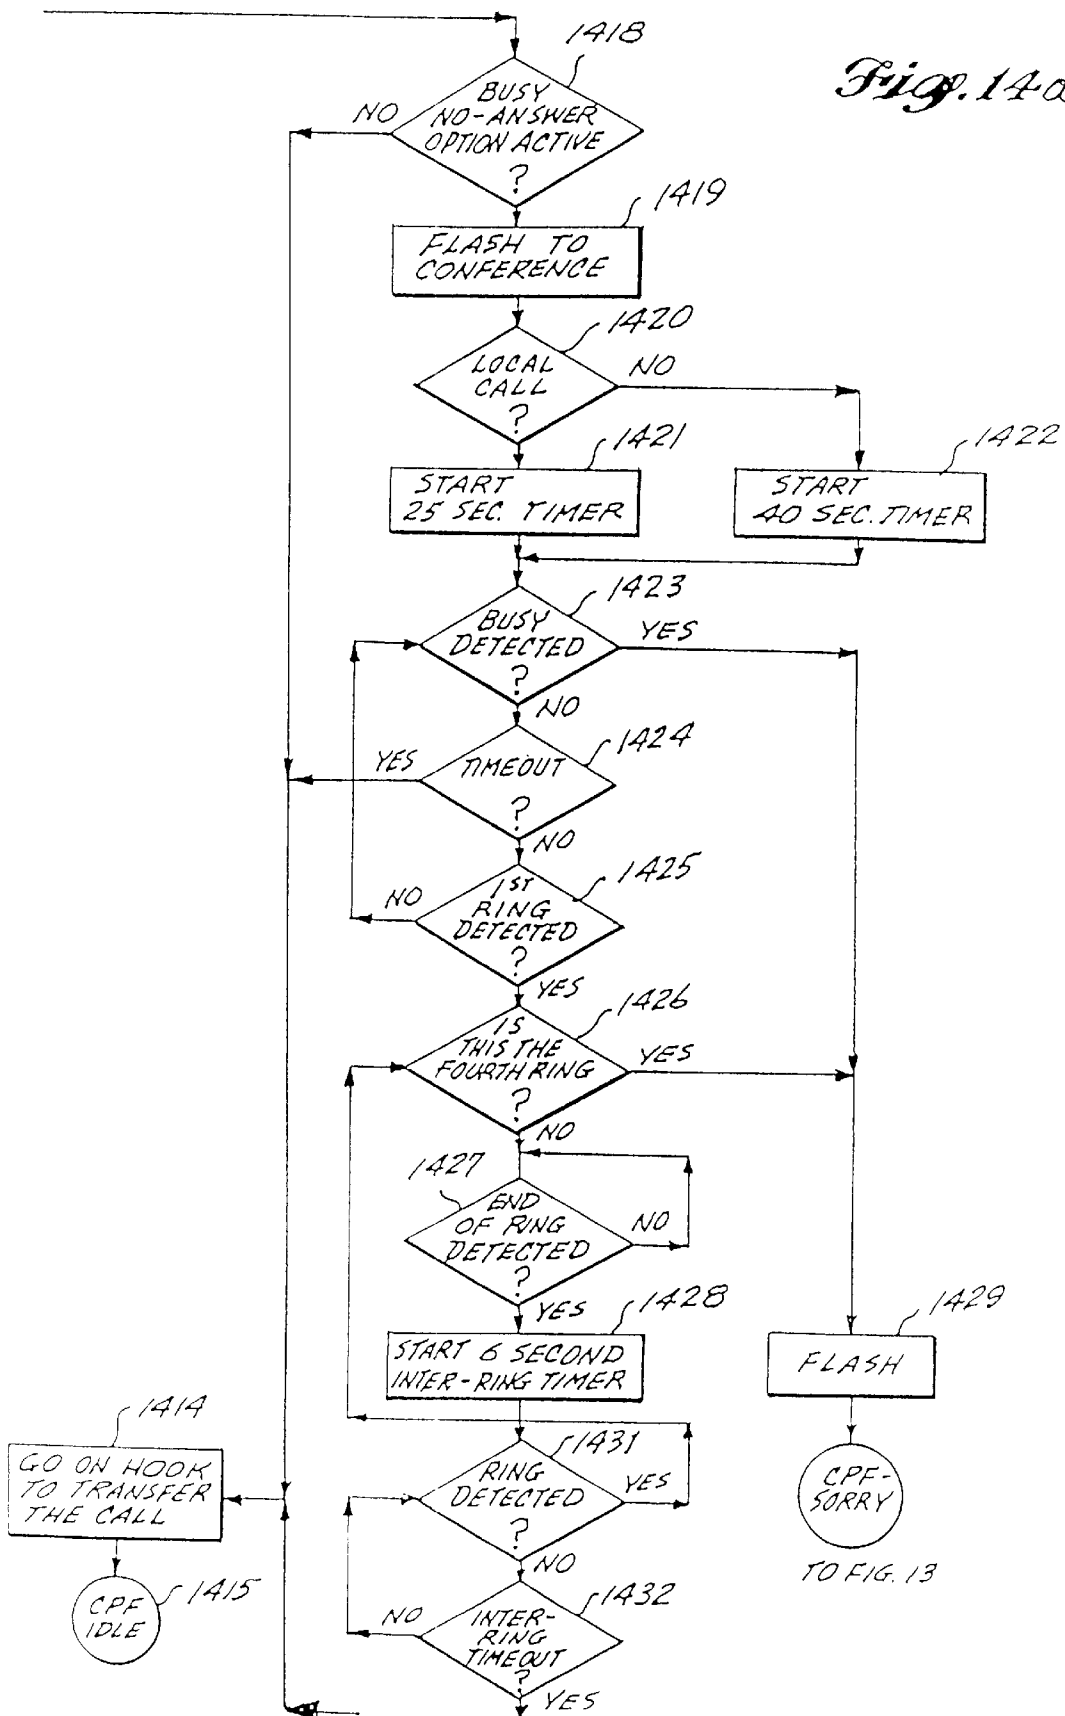 1418
Fig. 14a
BUSY
NO-ANSWER
OPTION ACTIVE
?
NO
1419
FLASH TO
CONFERENCE
1420
LOCAL
CALL
?
NO
1421
START
25 SEC. TIMER
1422
START
40 SEC. TIMER
1423
BUSY
DETECTED
?
YES
NO
1424
TIMEOUT
?
YES
NO
1425
1ST
RING
DETECTED
?
NO
YES
1426
IS
THIS THE
FOURTH RING
?
YES
NO
1427
END
OF RING
DETECTED
?
NO
YES
1428
START 6 SECOND
INTER-RING TIMER
1429
FLASH
1414
GO ON HOOK
TO TRANSFER
THE CALL
1431
RING
DETECTED
?
YES
NO
CPF-
SORRY
TO FIG. 13
1415
CPF
IDLE
1432
INTER-
RING
TIMEOUT
?
NO
YES